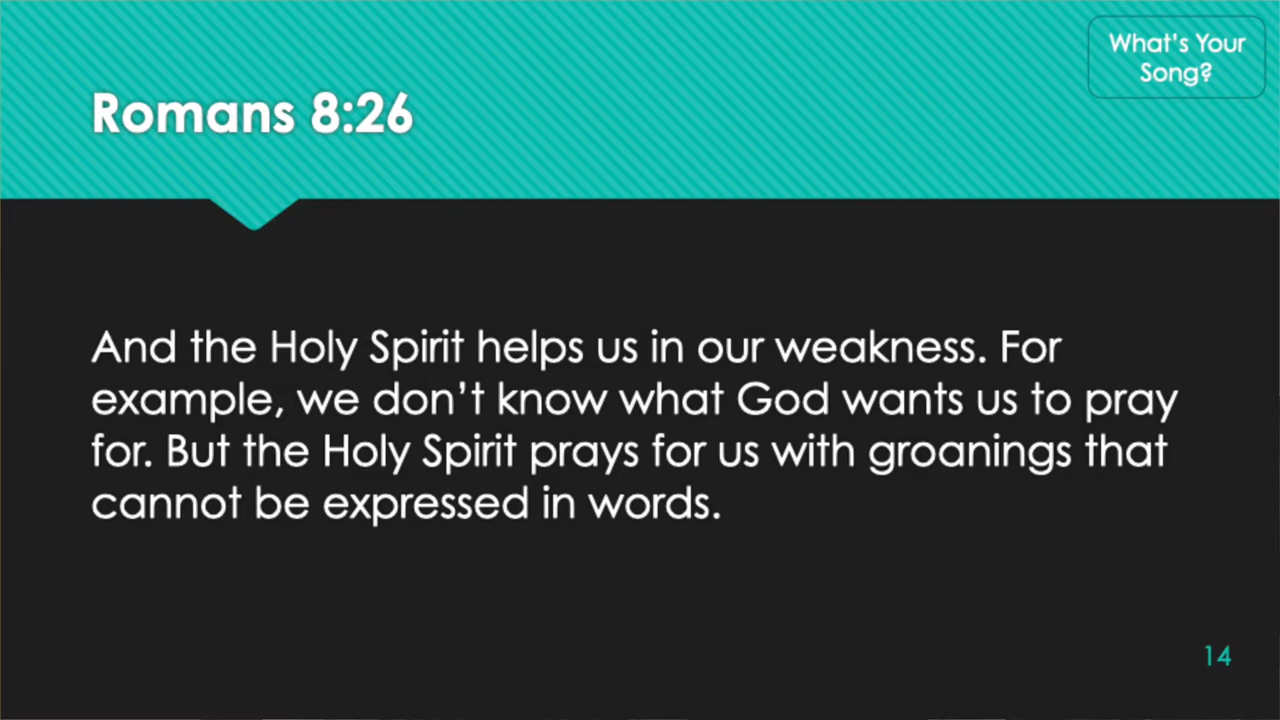 What's Your
Song?
Romans 8:26
And the Holy Spirit helps us in our weakness. For
example, we don't know what God wants us to pray
for. But the Holy Spirit prays for us with groanings that
cannot be expressed in words.
14